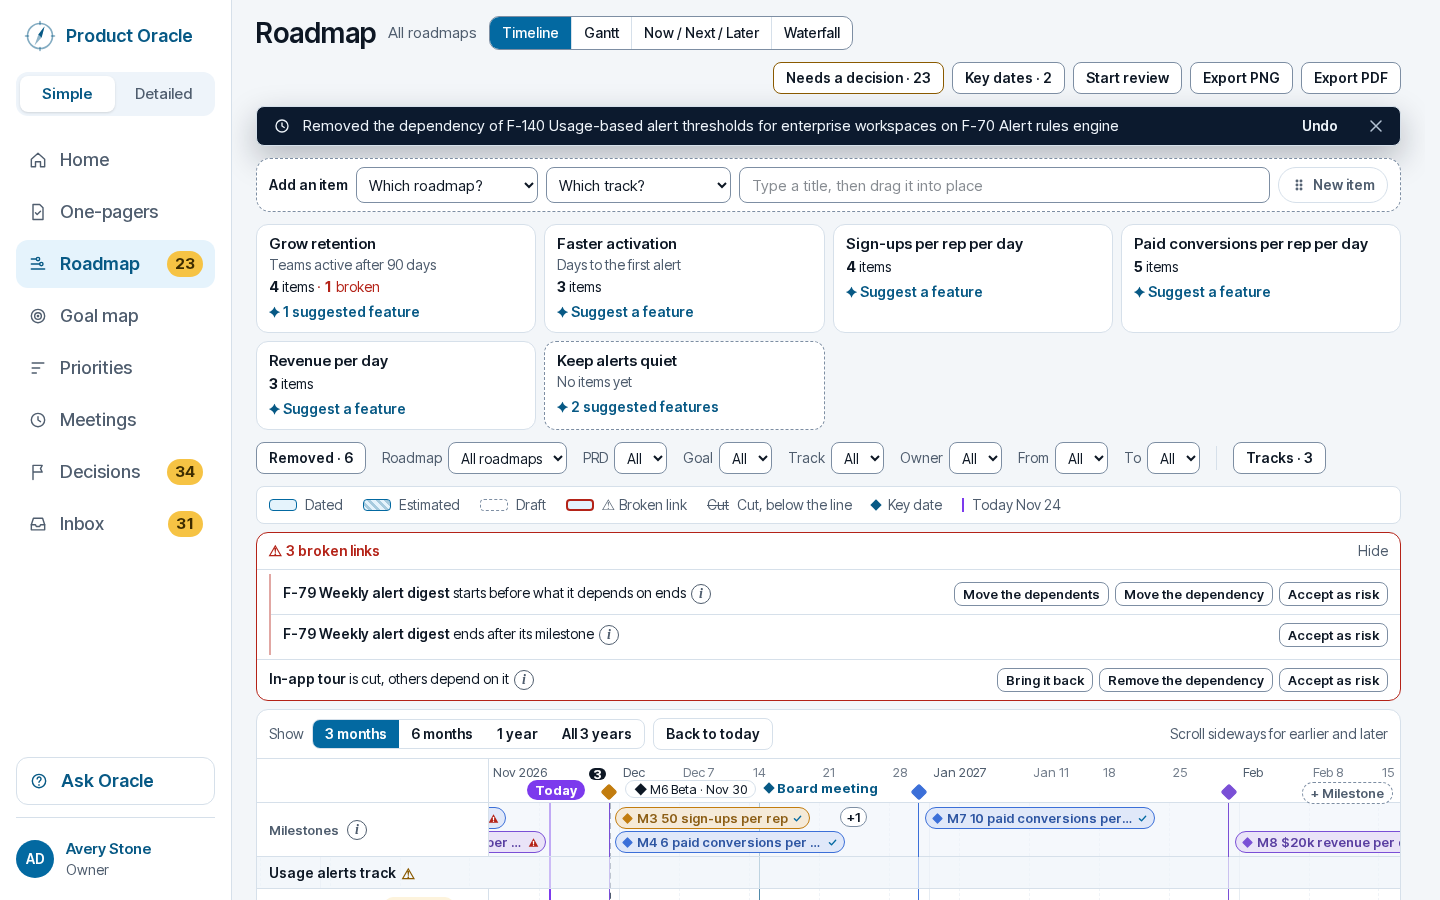 Product Oracle
Simple
Detailed
Home
One-pagers
Roadmap 23
Goal map
Priorities
Meetings
Decisions 34
Inbox 31
Ask Oracle
AD
Avery Stone
Owner
Roadmap All roadmaps Timeline Gantt Now / Next / Later Waterfall
Needs a decision · 23 Key dates · 2 Start review Export PNG Export PDF
Removed the dependency of F-140 Usage-based alert thresholds for enterprise workspaces on F-70 Alert rules engine Undo
Add an item Which roadmap? Which track? Type a title, then drag it into place New item
Grow retention
Teams active after 90 days
4 items · 1 broken
1 suggested feature
Faster activation
Days to the first alert
3 items
Suggest a feature
Sign-ups per rep per day
4 items
Suggest a feature
Paid conversions per rep per day
5 items
Suggest a feature
Revenue per day
3 items
Suggest a feature
Keep alerts quiet
No items yet
2 suggested features
Removed · 6 Roadmap All roadmaps PRD All Goal All Track All Owner All From All To All Tracks · 3
Dated Estimated Draft Broken link Cut Cut, below the line Key date Today Nov 24
3 broken links Hide
F-79 Weekly alert digest starts before what it depends on ends i Move the dependents Move the dependency Accept as risk
F-79 Weekly alert digest ends after its milestone i Accept as risk
In-app tour is cut, others depend on it i Bring it back Remove the dependency Accept as risk
Show 3 months 6 months 1 year All 3 years Back to today Scroll sideways for earlier and later
Nov 2026 3 Dec Dec 7 14 21 28 Jan 2027 Jan 11 18 25 Feb Feb 8 15
Today M6 Beta · Nov 30 Board meeting + Milestone
Milestones i
M3 50 sign-ups per rep +1 M7 10 paid conversions per...
per ... M4 6 paid conversions per ... M8 $20k revenue per
Usage alerts track